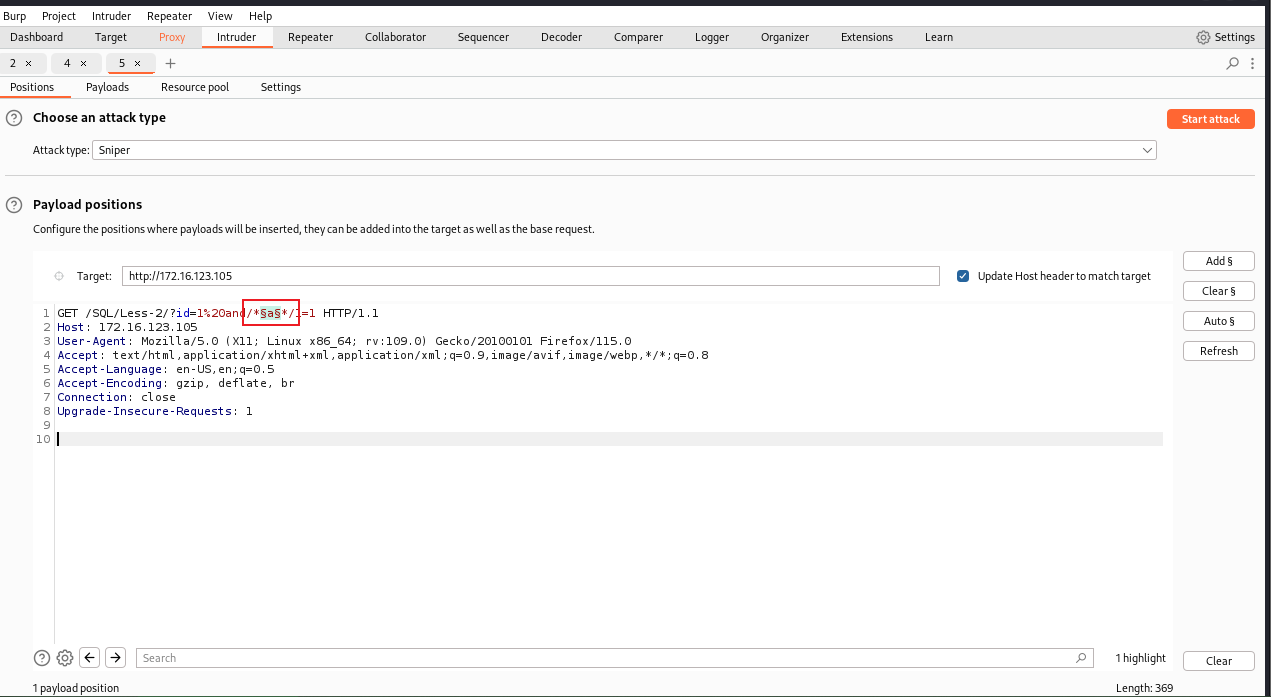 Burp Project Intruder Repeater View Help
Dashboard Target Proxy Intruder Repeater Collaborator Sequencer Decoder Comparer Logger Organizer Extensions Learn Settings
2 × 4 × 5 × +
Positions Payloads Resource pool Settings
? Choose an attack type
Start attack
Attack type: Sniper
? Payload positions
Configure the positions where payloads will be inserted, they can be added into the target as well as the base request.
Target: http://172.16.123.105 Update Host header to match target
Add §
Clear §
Auto §
Refresh
1 GET /SQL/Less-2/?id=1%20and/*§a§*/1=1 HTTP/1.1
2 Host: 172.16.123.105
3 User-Agent: Mozilla/5.0 (X11; Linux x86_64; rv:109.0) Gecko/20100101 Firefox/115.0
4 Accept: text/html,application/xhtml+xml,application/xml;q=0.9,image/avif,image/webp,*/*;q=0.8
5 Accept-Language: en-US,en;q=0.5
6 Accept-Encoding: gzip, deflate, br
7 Connection: close
8 Upgrade-Insecure-Requests: 1
9
10
? Search 1 highlight Clear
1 payload position Length: 369